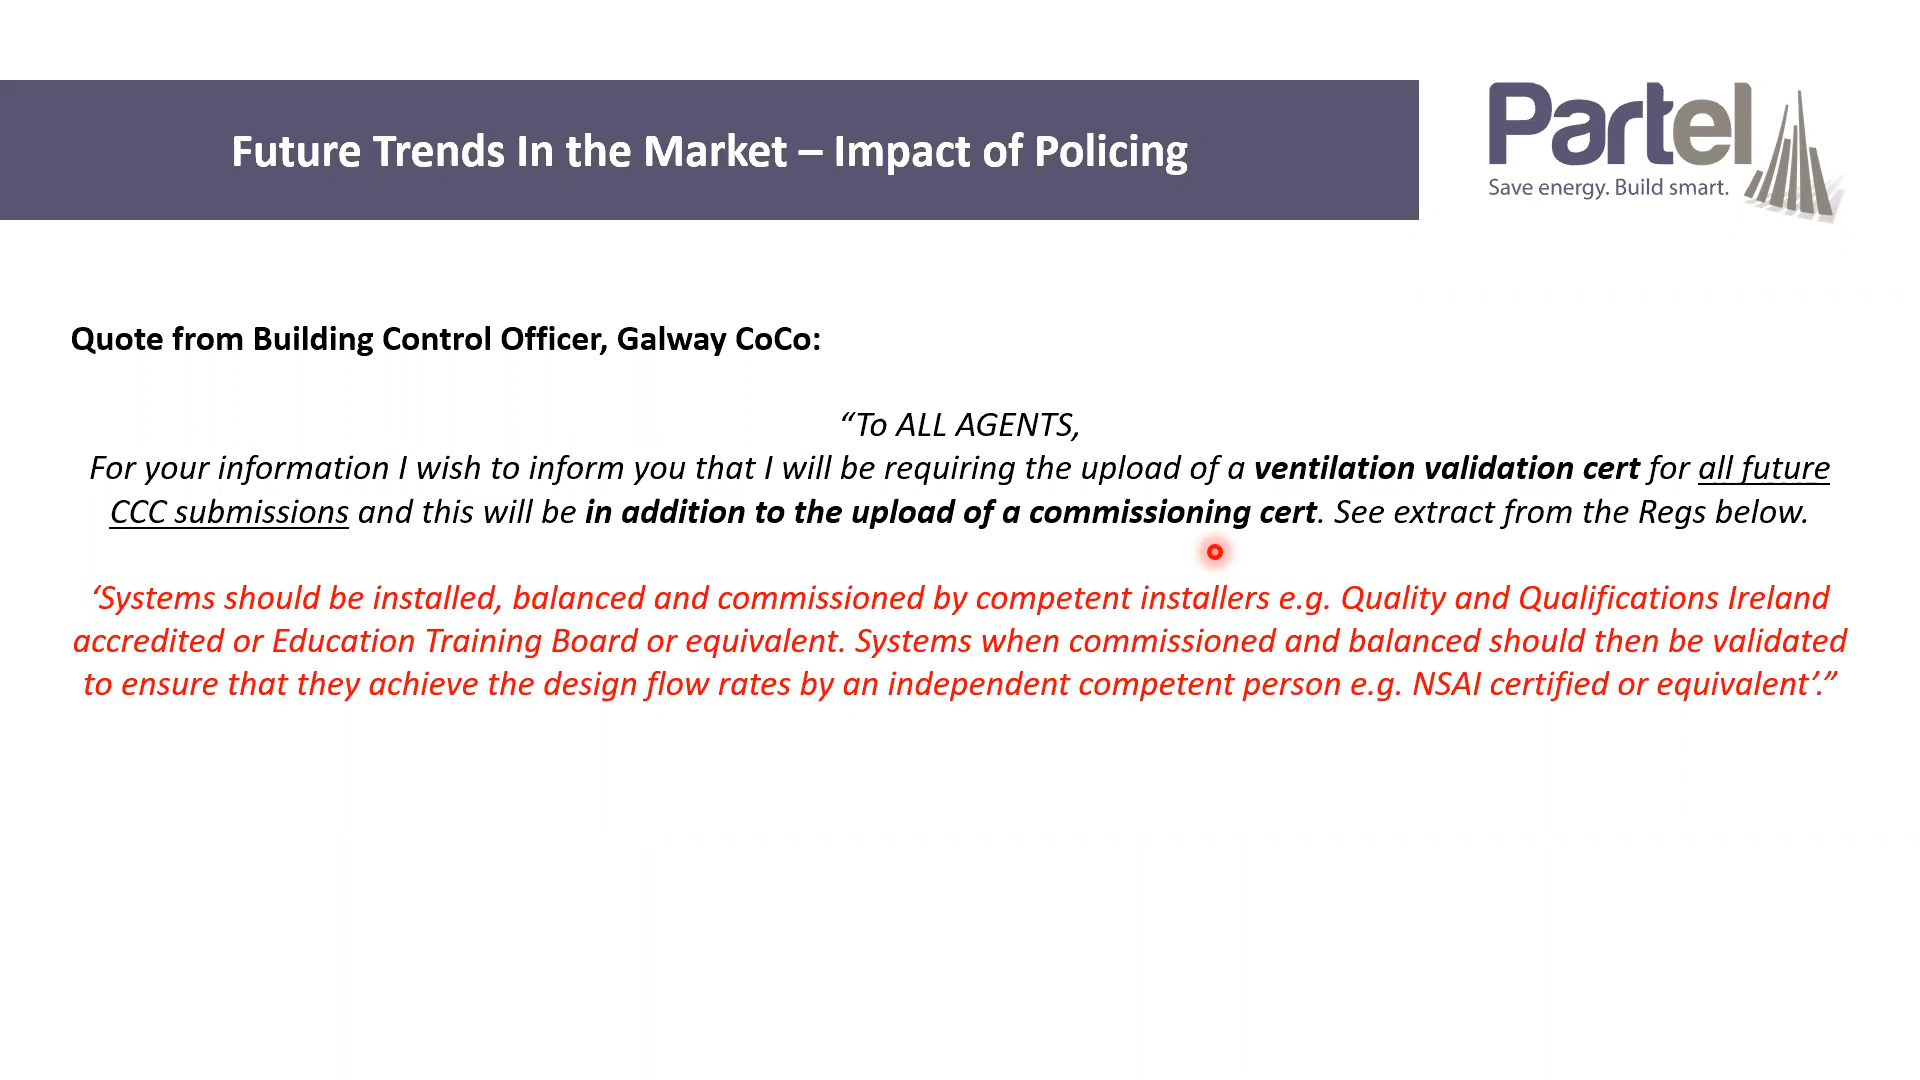 Future Trends In the Market – Impact of Policing
Partel
Save energy. Build smart.
Quote from Building Control Officer, Galway CoCo:
“To ALL AGENTS,
For your information I wish to inform you that I will be requiring the upload of a ventilation validation cert for all future
CCC submissions and this will be in addition to the upload of a commissioning cert. See extract from the Regs below.
‘Systems should be installed, balanced and commissioned by competent installers e.g. Quality and Qualifications Ireland
accredited or Education Training Board or equivalent. Systems when commissioned and balanced should then be validated
to ensure that they achieve the design flow rates by an independent competent person e.g. NSAI certified or equivalent’.”